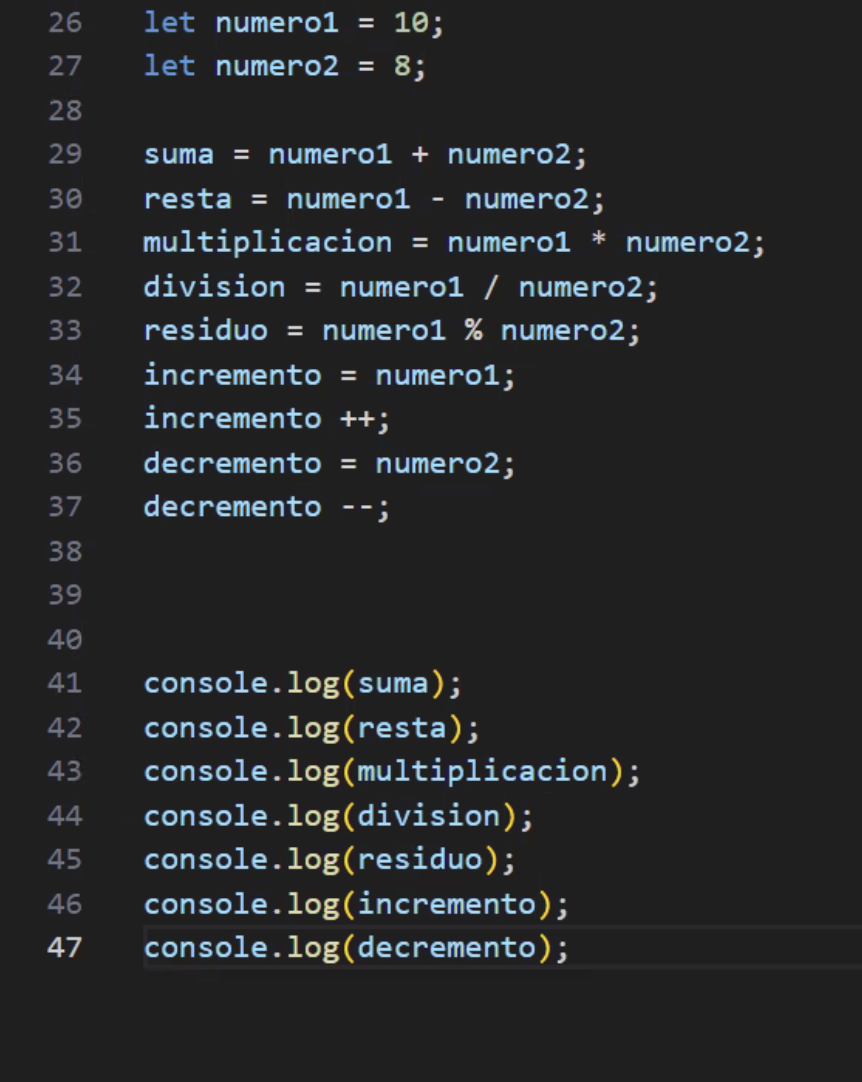 26 let numero1 = 10;
27 let numero2 = 8;
28
29 suma = numero1 + numero2;
30 resta = numero1 - numero2;
31 multiplicacion = numero1 * numero2;
32 division = numero1 / numero2;
33 residuo = numero1 % numero2;
34 incremento = numero1;
35 incremento ++;
36 decremento = numero2;
37 decremento --;
38
39
40
41 console.log(suma);
42 console.log(resta);
43 console.log(multiplicacion);
44 console.log(division);
45 console.log(residuo);
46 console.log(incremento);
47 console.log(decremento);